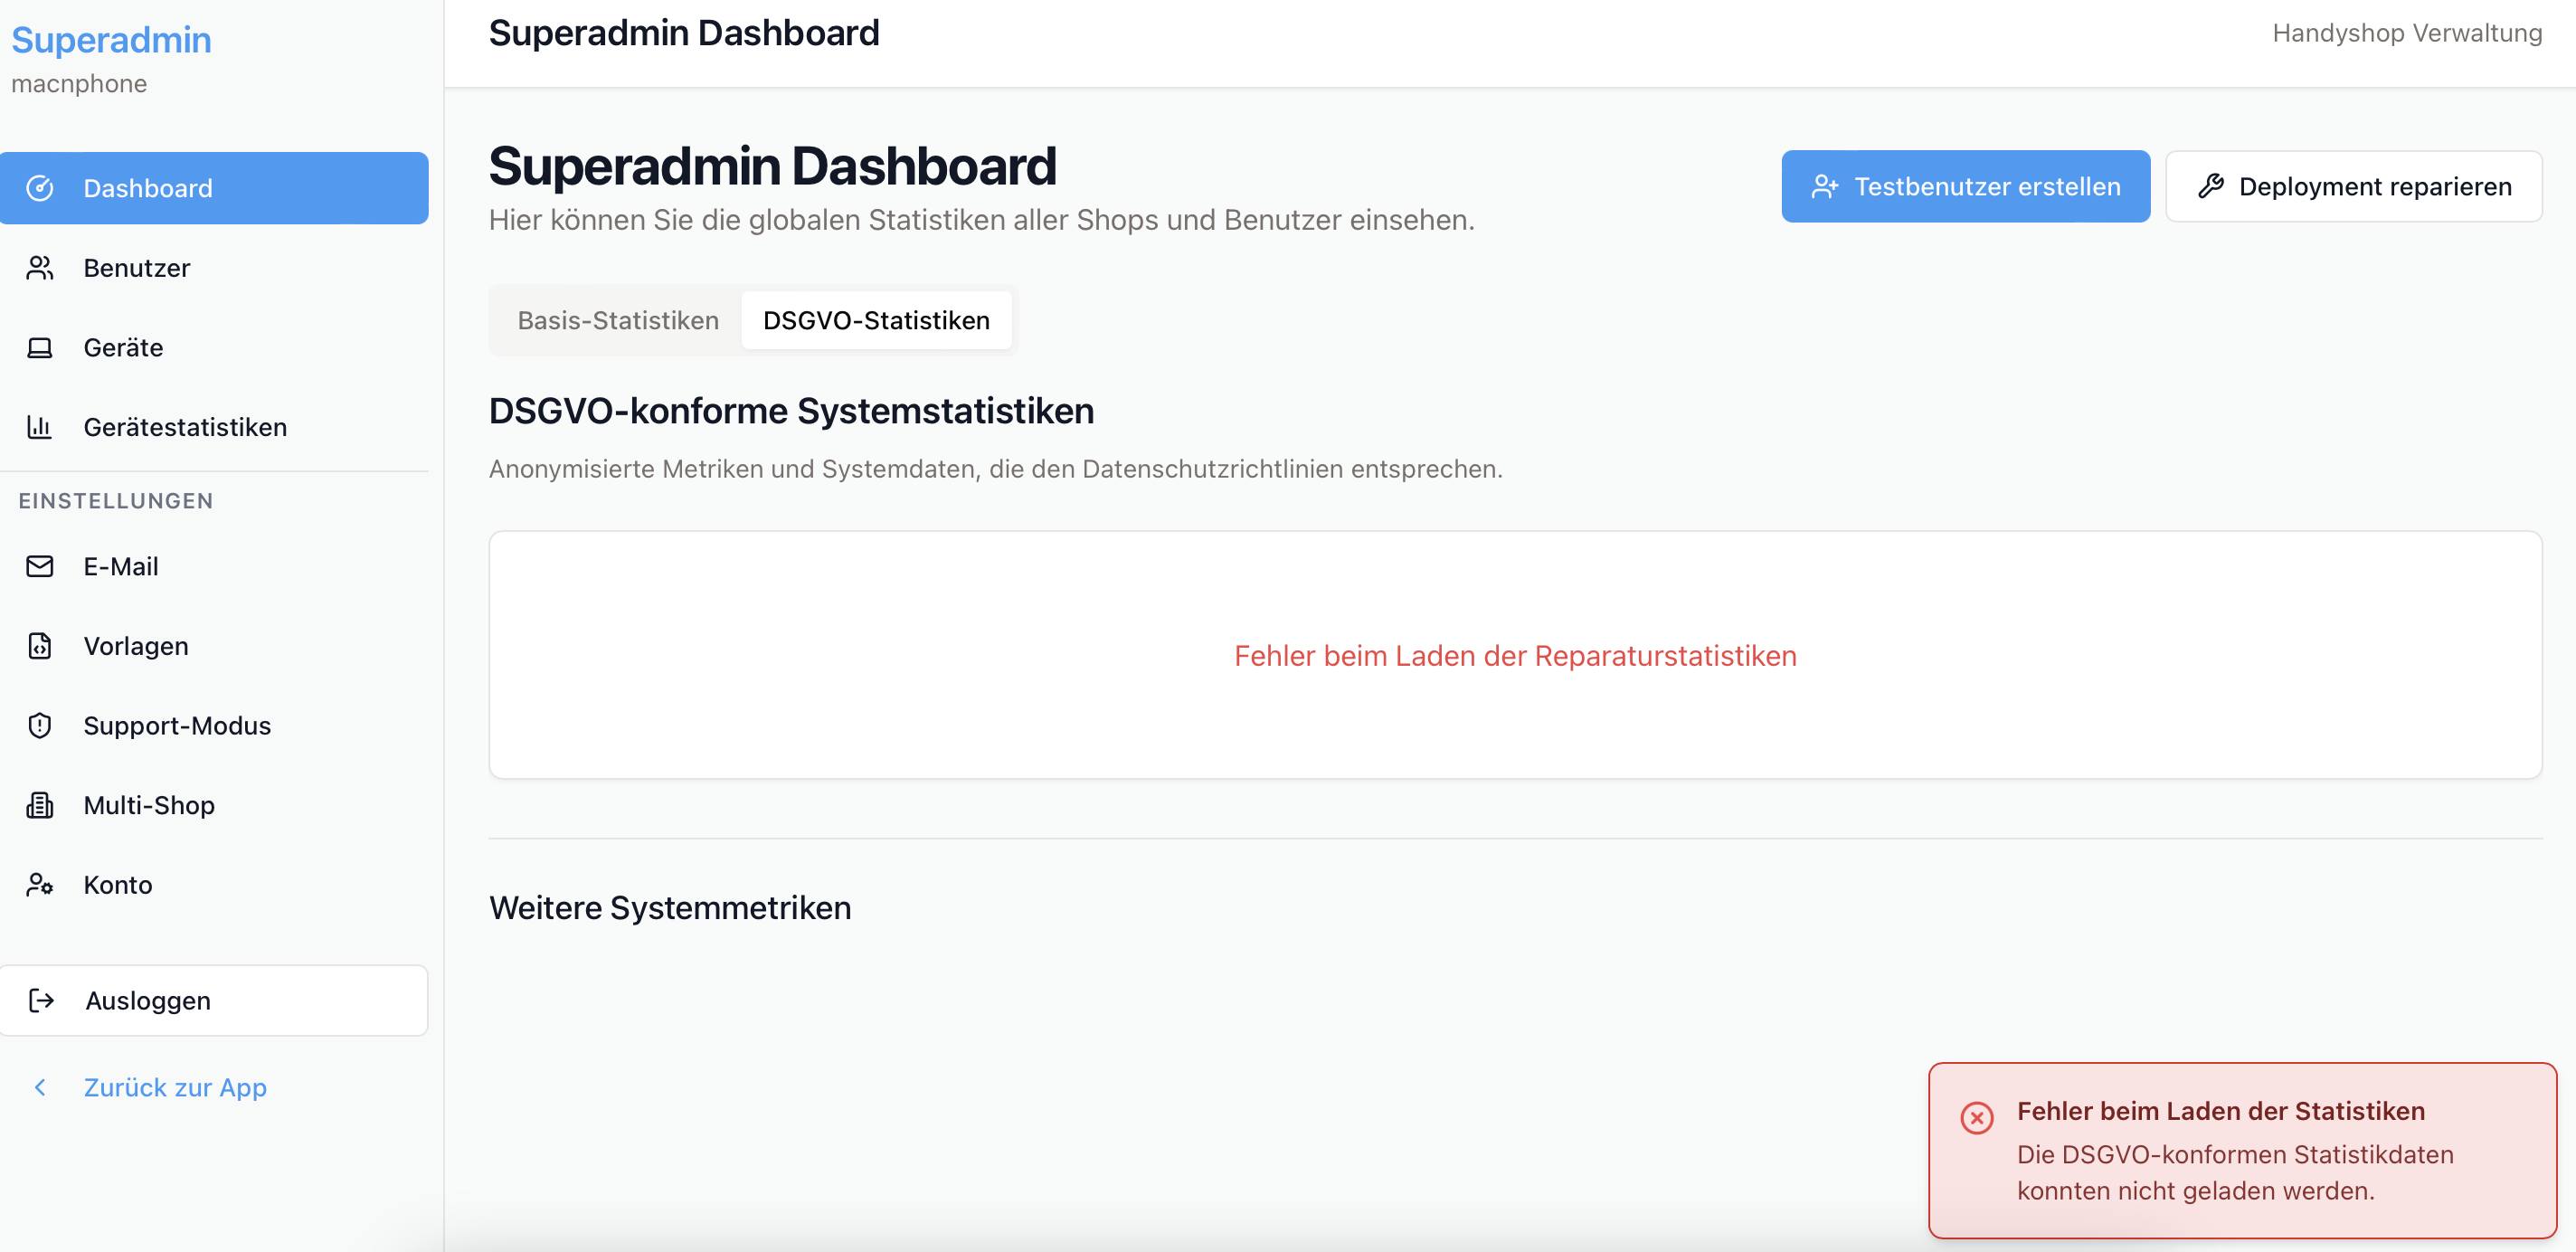 Superadmin
macnphone
Dashboard
Benutzer
Geräte
Gerätestatistiken
EINSTELLUNGEN
E-Mail
Vorlagen
Support-Modus
Multi-Shop
Konto
Ausloggen
Zurück zur App
Superadmin Dashboard
Handyshop Verwaltung
Superadmin Dashboard
Hier können Sie die globalen Statistiken aller Shops und Benutzer einsehen.
Testbenutzer erstellen
Deployment reparieren
Basis-Statistiken
DSGVO-Statistiken
DSGVO-konforme Systemstatistiken
Anonymisierte Metriken und Systemdaten, die den Datenschutzrichtlinien entsprechen.
Fehler beim Laden der Reparaturstatistiken
Weitere Systemmetriken
Fehler beim Laden der Statistiken
Die DSGVO-konformen Statistikdaten
konnten nicht geladen werden.